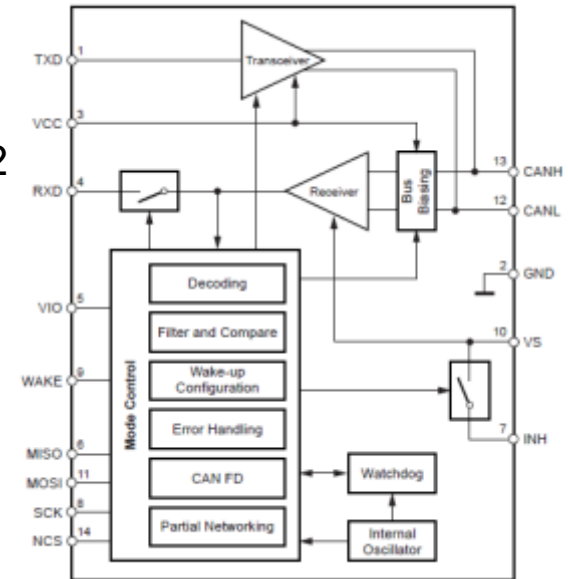 TXD 1
Transceiver
VCC 3
2
RXD 4
Receiver
Bus Biasing
13 CANH
12 CANL
Mode Control
Decoding
2 GND
VIO 5
Filter and Compare
10 VS
WAKE 9
Wake-up
Configuration
Error Handling
7 INH
MISO 6
CAN FD
Watchdog
MOSI 11
SCK 8
Partial Networking
Internal
Oscillator
NCS 14